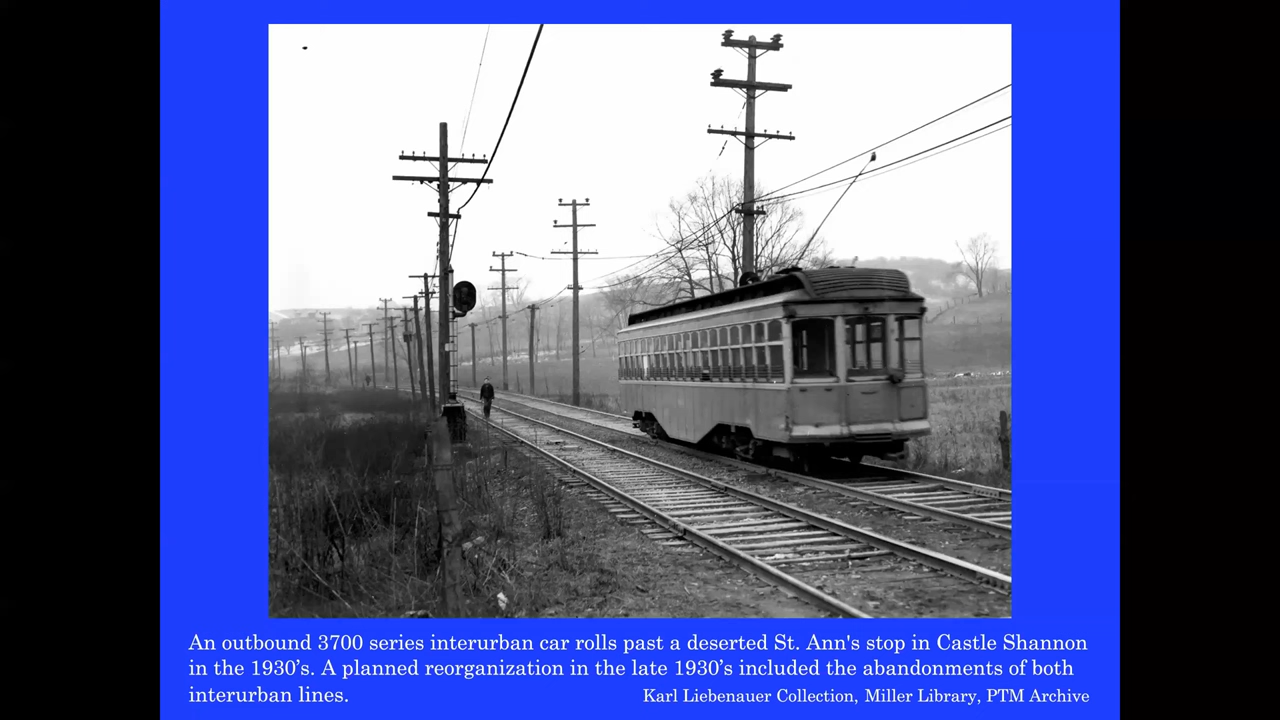 An outbound 3700 series interurban car rolls past a deserted St. Ann's stop in Castle Shannon
in the 1930’s. A planned reorganization in the late 1930’s included the abandonments of both
interurban lines.
Karl Liebenauer Collection, Miller Library, PTM Archive